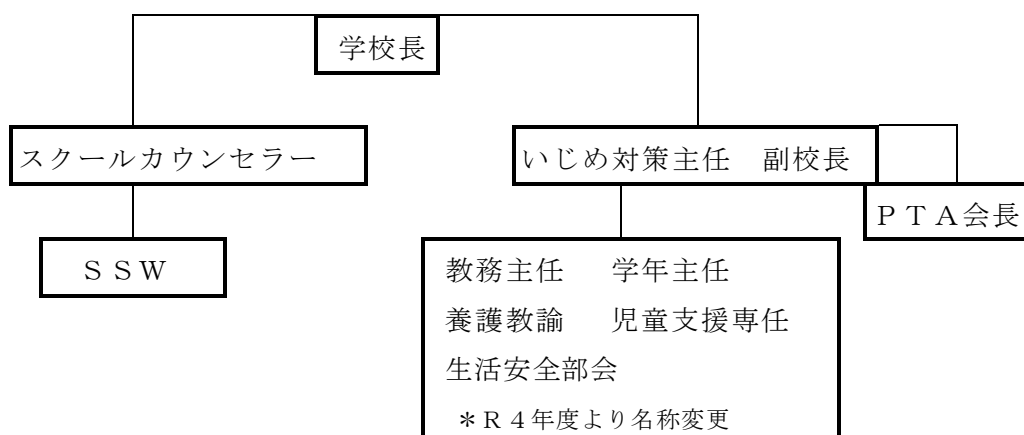 学校長
スクールカウンセラー
いじめ対策主任　副校長
ＰＴＡ会長
ＳＳＷ
教務主任　学年主任
養護教諭　児童支援専任
生活安全部会
＊Ｒ４年度より名称変更